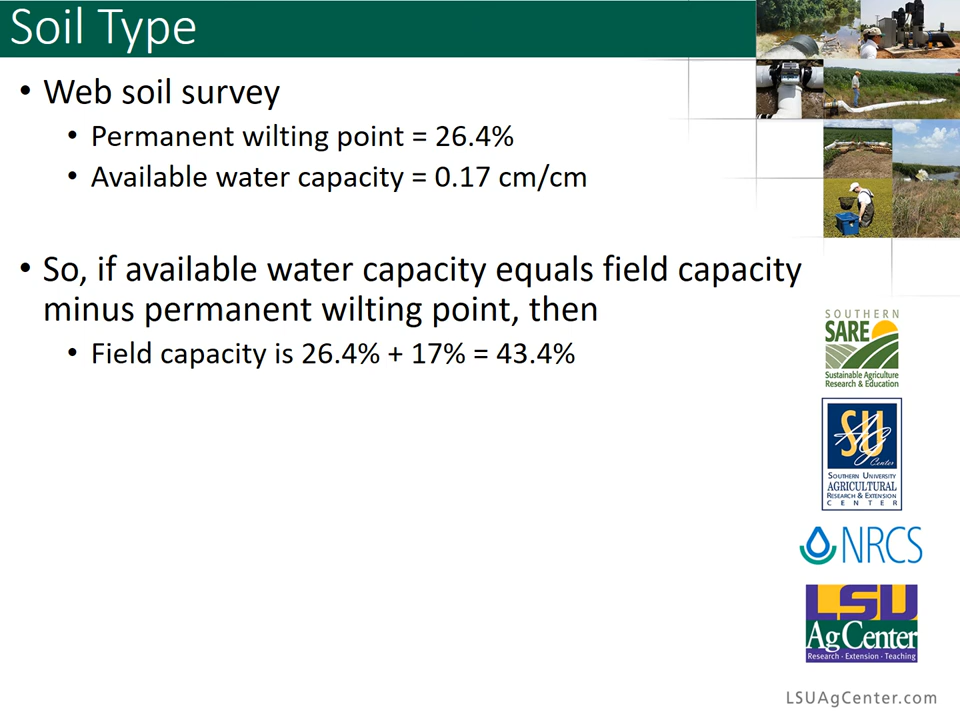 Soil Type
• Web soil survey
• Permanent wilting point = 26.4%
• Available water capacity = 0.17 cm/cm
• So, if available water capacity equals field capacity
minus permanent wilting point, then
• Field capacity is 26.4% + 17% = 43.4%
SOUTHERN
SARE
Sustainable Agriculture
Research & Education
SU
Ag
Center
SOUTHERN UNIVERSITY
AGRICULTURAL
RESEARCH & EXTENSION
CENTER
NRCS
LSU
AgCenter
Research · Extension · Teaching
LSUAgCenter.com